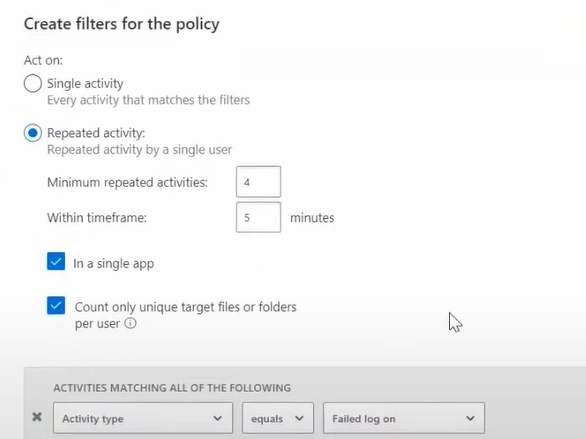 Create filters for the policy
Act on:
Single activity
Every activity that matches the filters
Repeated activity:
Repeated activity by a single user
Minimum repeated activities: 4
Within timeframe: 5 minutes
In a single app
Count only unique target files or folders
per user
ACTIVITIES MATCHING ALL OF THE FOLLOWING
Activity type equals Failed log on